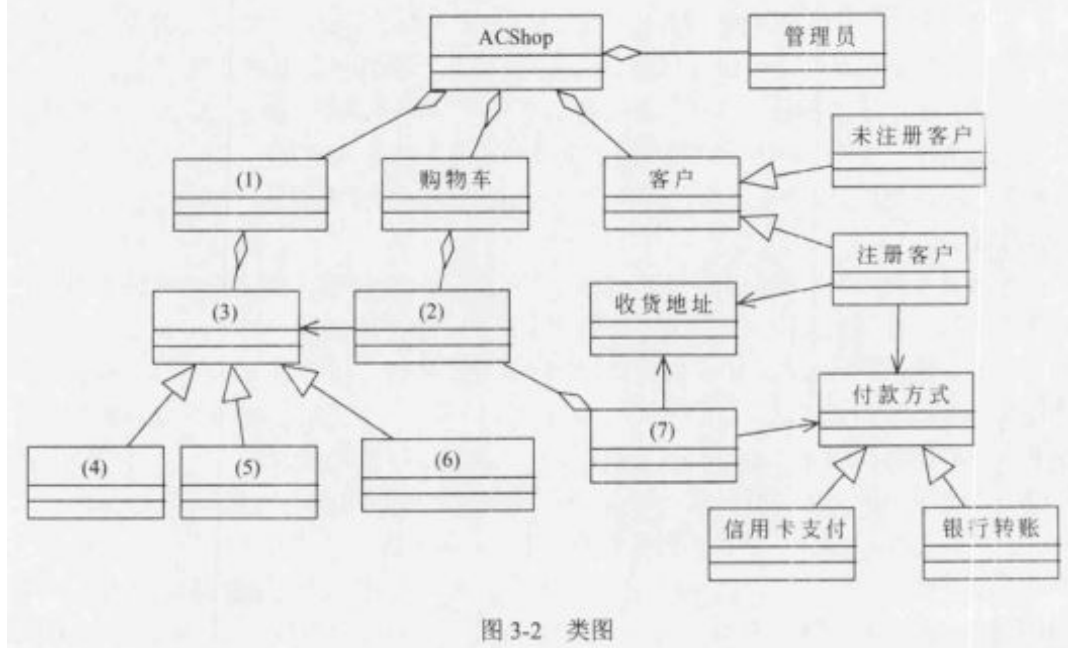 ACShop
管理员
未注册客户
(1)
购物车
客户
注册客户
收货地址
(3)
(2)
付款方式
(7)
(4)
(5)
(6)
信用卡支付
银行转账
图 3-2 类图